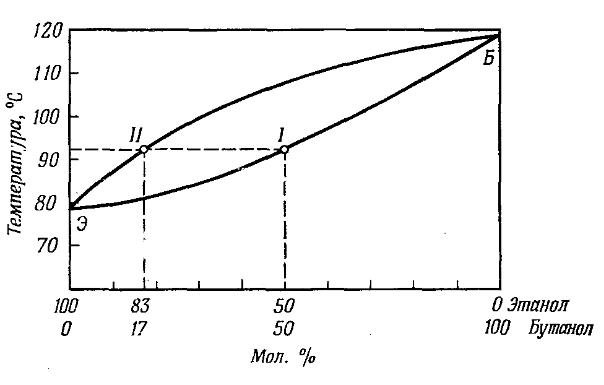 Температура, °С
120
110
100
90
80
70
II
I
Б
Э
100 83 50 0 Этанол
0 17 50 100 Бутанол
Мол. %